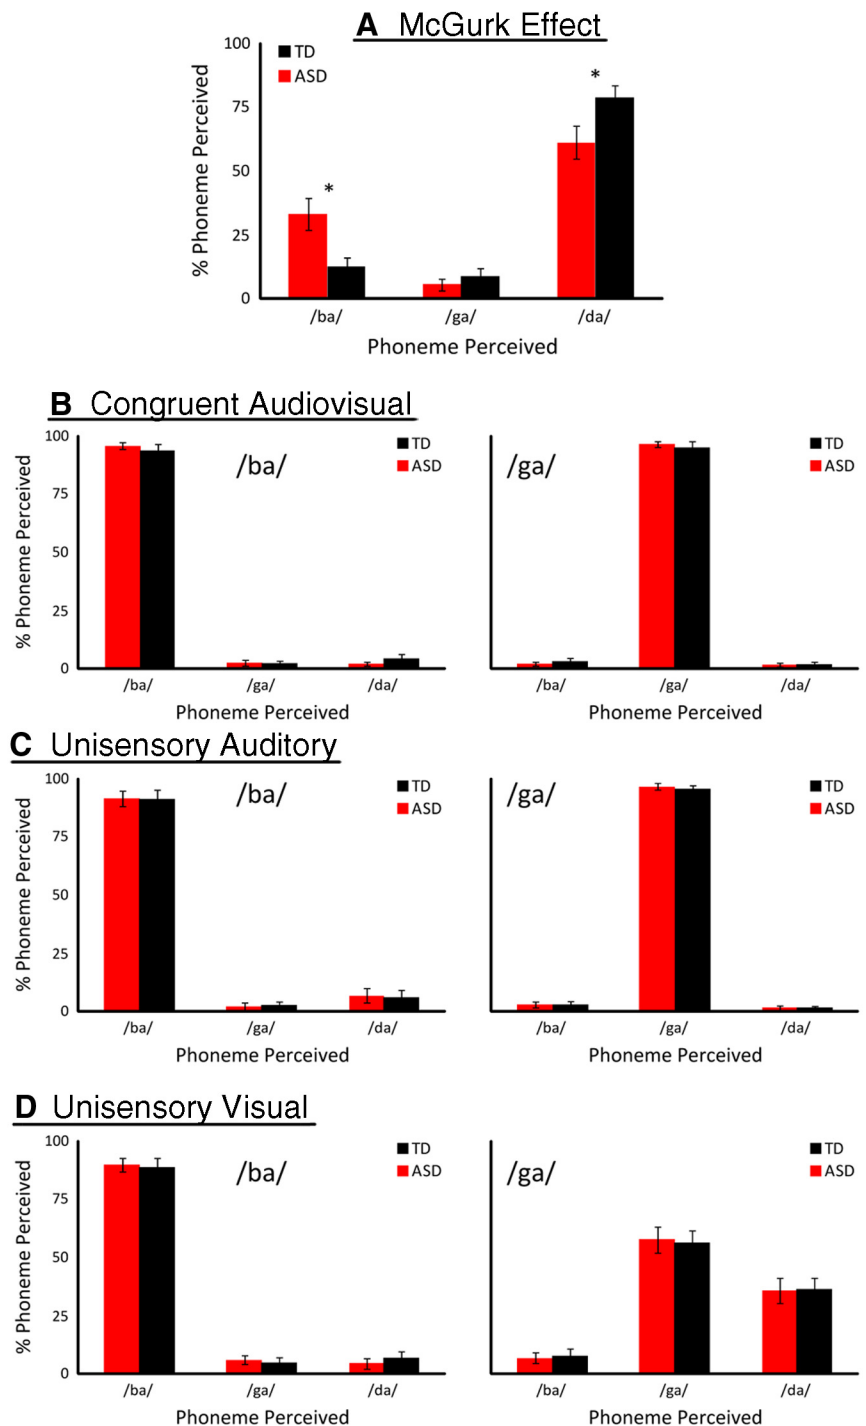 A McGurk Effect
% Phoneme Perceived
100
75
50
25
0
TD
ASD
*
*
/ba/ /ga/ /da/
Phoneme Perceived
B Congruent Audiovisual
% Phoneme Perceived
100
75
50
25
0
/ba/
TD
ASD
/ba/ /ga/ /da/
Phoneme Perceived
/ga/
TD
ASD
/ba/ /ga/ /da/
Phoneme Perceived
C Unisensory Auditory
% Phoneme Perceived
100
75
50
25
0
/ba/
TD
ASD
/ba/ /ga/ /da/
Phoneme Perceived
/ga/
TD
ASD
/ba/ /ga/ /da/
Phoneme Perceived
D Unisensory Visual
% Phoneme Perceived
100
75
50
25
0
/ba/
TD
ASD
/ba/ /ga/ /da/
Phoneme Perceived
/ga/
TD
ASD
/ba/ /ga/ /da/
Phoneme Perceived